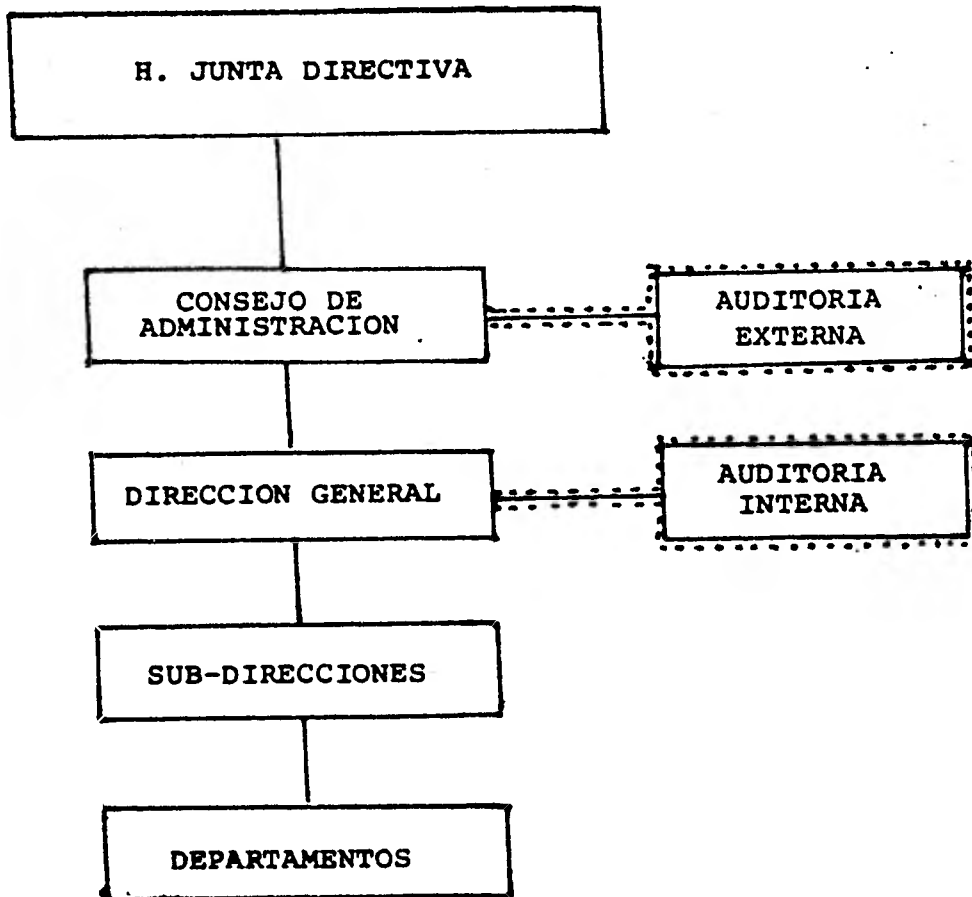 H. JUNTA DIRECTIVA
CONSEJO DE
ADMINISTRACION
AUDITORIA
EXTERNA
DIRECCION GENERAL
AUDITORIA
INTERNA
SUB-DIRECCIONES
DEPARTAMENTOS